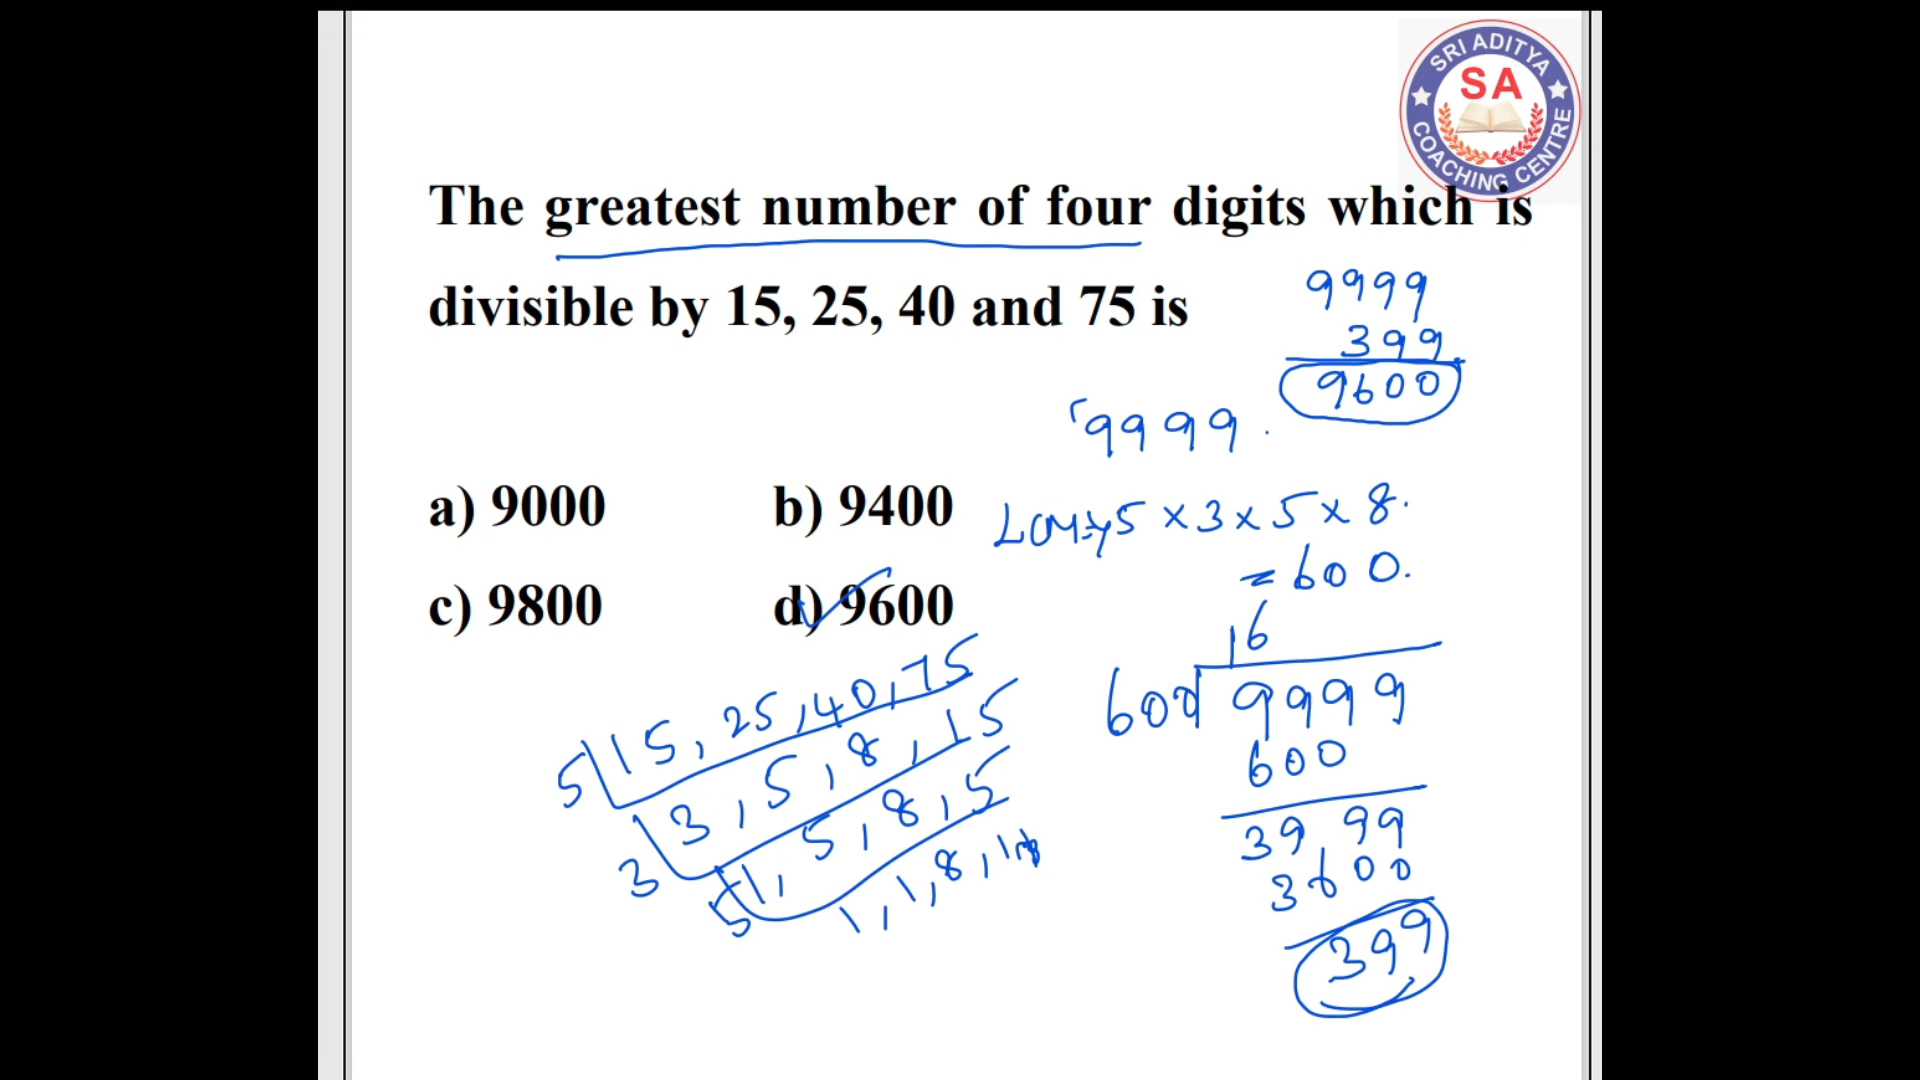 SRI ADITYA
SA
COACHING CENTRE
The greatest number of four digits which is
divisible by 15, 25, 40 and 75 is
9999
399
9600
9999.
a) 9000 b) 9400
c) 9800 d) 9600
5 × 3 × 5 × 8.
= 600.
16
600 9999
600
3999
3600
399
5 15, 25, 40, 75
3 3, 5, 8, 15
5 1, 5, 8, 5
1, 1, 8, 1